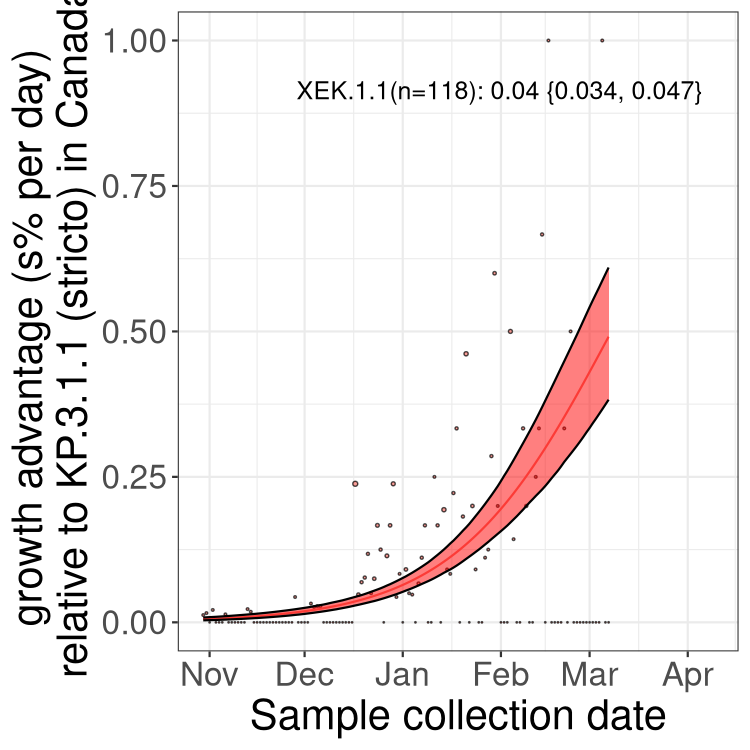 growth advantage (s% per day)
relative to KP.3.1.1 (stricto) in Canada
1.00
0.75
0.50
0.25
0.00
XEK.1.1(n=118): 0.04 {0.034, 0.047}
Nov Dec Jan Feb Mar Apr
Sample collection date